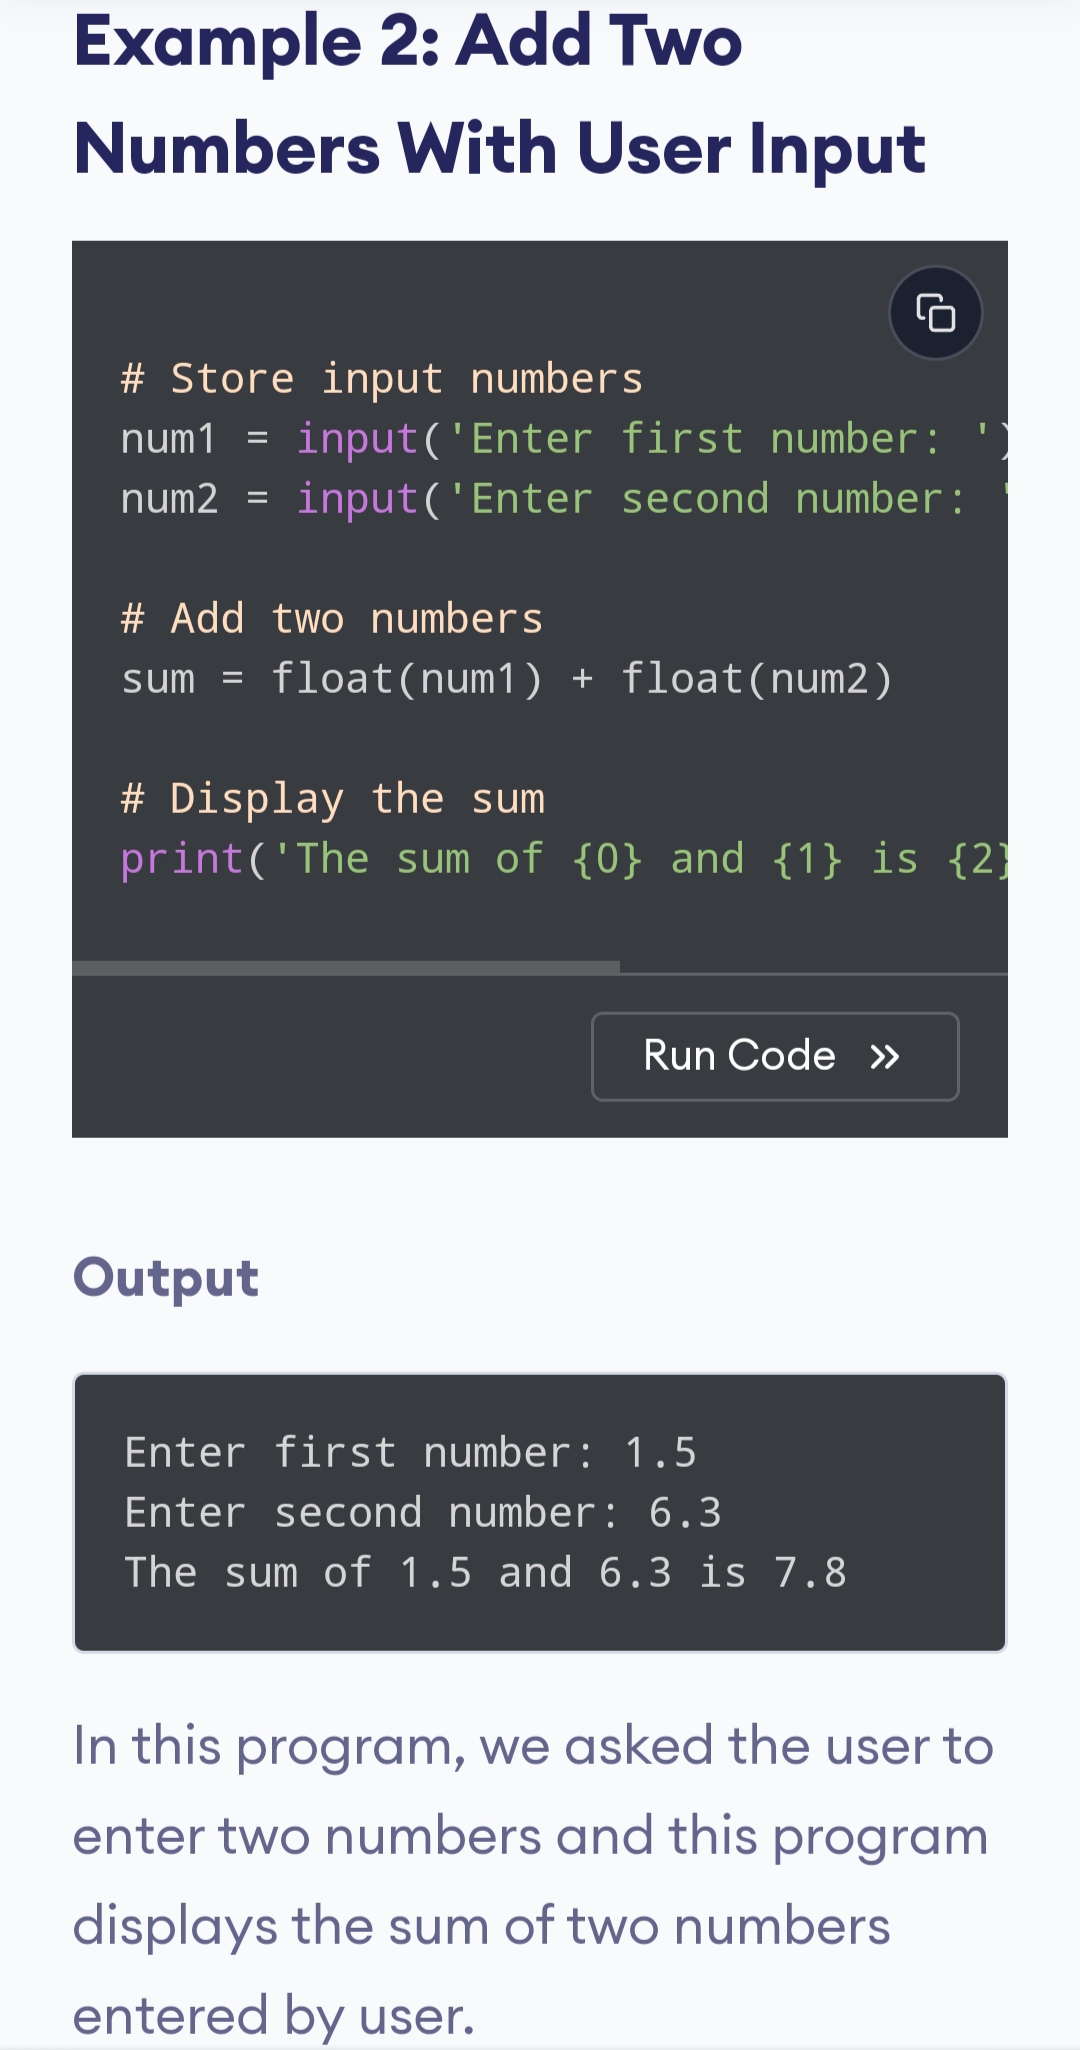 Example 2: Add Two
Numbers With User Input
# Store input numbers
num1 = input('Enter first number: ')
num2 = input('Enter second number: '
# Add two numbers
sum = float(num1) + float(num2)
# Display the sum
print('The sum of {0} and {1} is {2}
Run Code »
Output
Enter first number: 1.5
Enter second number: 6.3
The sum of 1.5 and 6.3 is 7.8
In this program, we asked the user to
enter two numbers and this program
displays the sum of two numbers
entered by user.